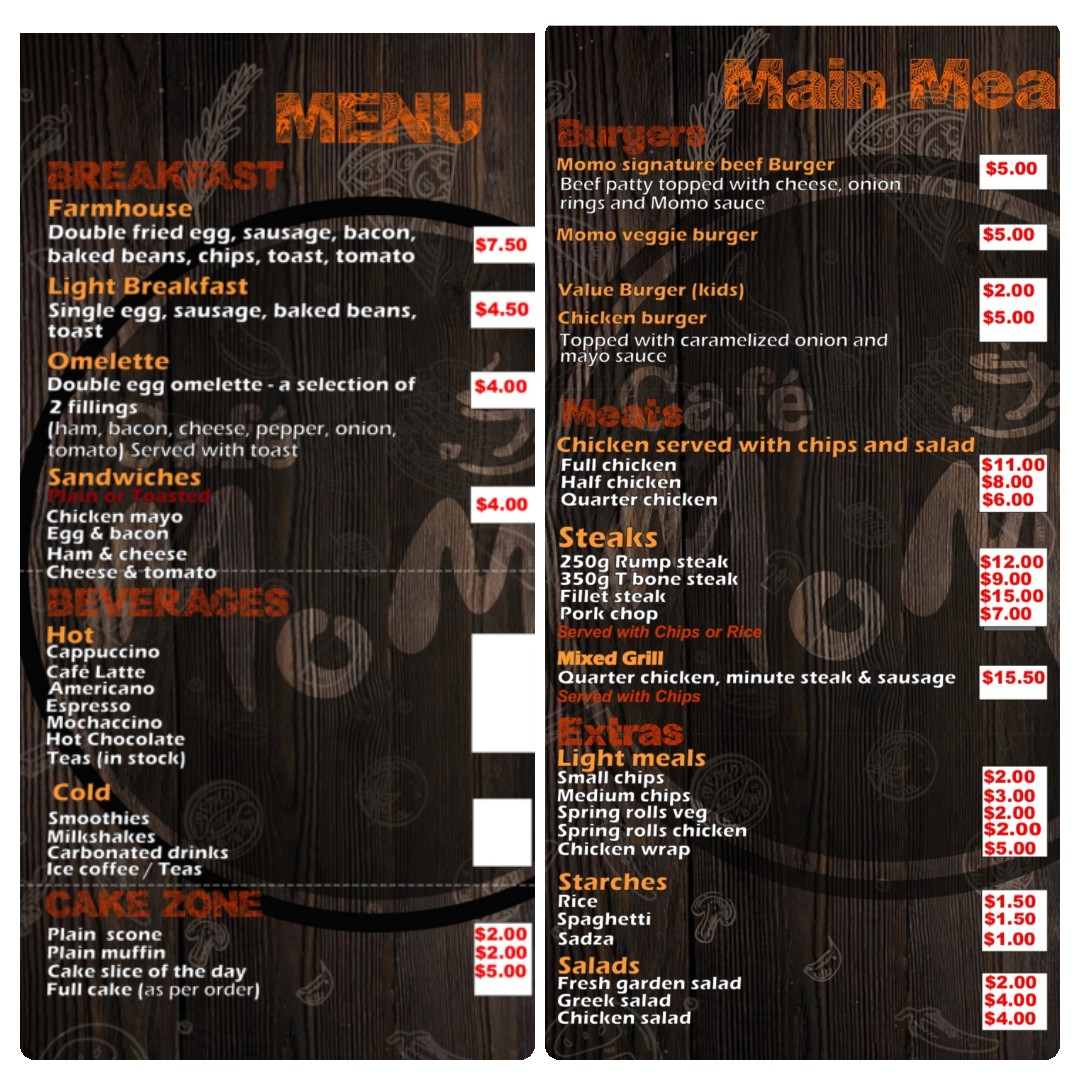 MENU
BREAKFAST
Farmhouse
Double fried egg, sausage, bacon,
baked beans, chips, toast, tomato
$7.50
Light Breakfast
Single egg, sausage, baked beans,
toast
$4.50
Omelette
Double egg omelette - a selection of
2 fillings
$4.00
(ham, bacon, cheese, pepper, onion,
tomato) Served with toast
Sandwiches
Plain or Toasted
$4.00
Chicken mayo
Egg & bacon
Ham & cheese
Cheese & tomato
BEVERAGES
Hot
Cappuccino
Café Latte
Americano
Espresso
Mochaccino
Hot Chocolate
Teas (in stock)
Cold
Smoothies
Milkshakes
Carbonated drinks
Ice coffee / Teas
CAKE ZONE
Plain scone $2.00
Plain muffin $2.00
Cake slice of the day $5.00
Full cake (as per order)
Main Mea
Burgers
Momo signature beef Burger $5.00
Beef patty topped with cheese, onion
rings and Momo sauce
Momo veggie burger $5.00
Value Burger (kids) $2.00
Chicken burger $5.00
Topped with caramelized onion and
mayo sauce
Café
Meats
Chicken served with chips and salad
Full chicken $11.00
Half chicken $8.00
Quarter chicken $6.00
Steaks
250g Rump steak $12.00
350g T bone steak $9.00
Fillet steak $15.00
Pork chop $7.00
Served with Chips or Rice
Mixed Grill
Quarter chicken, minute steak & sausage $15.50
Served with Chips
Extras
Light meals
Small chips $2.00
Medium chips $3.00
Spring rolls veg $2.00
Spring rolls chicken $2.00
Chicken wrap $5.00
Starches
Rice $1.50
Spaghetti $1.50
Sadza $1.00
Salads
Fresh garden salad $2.00
Greek salad $4.00
Chicken salad $4.00